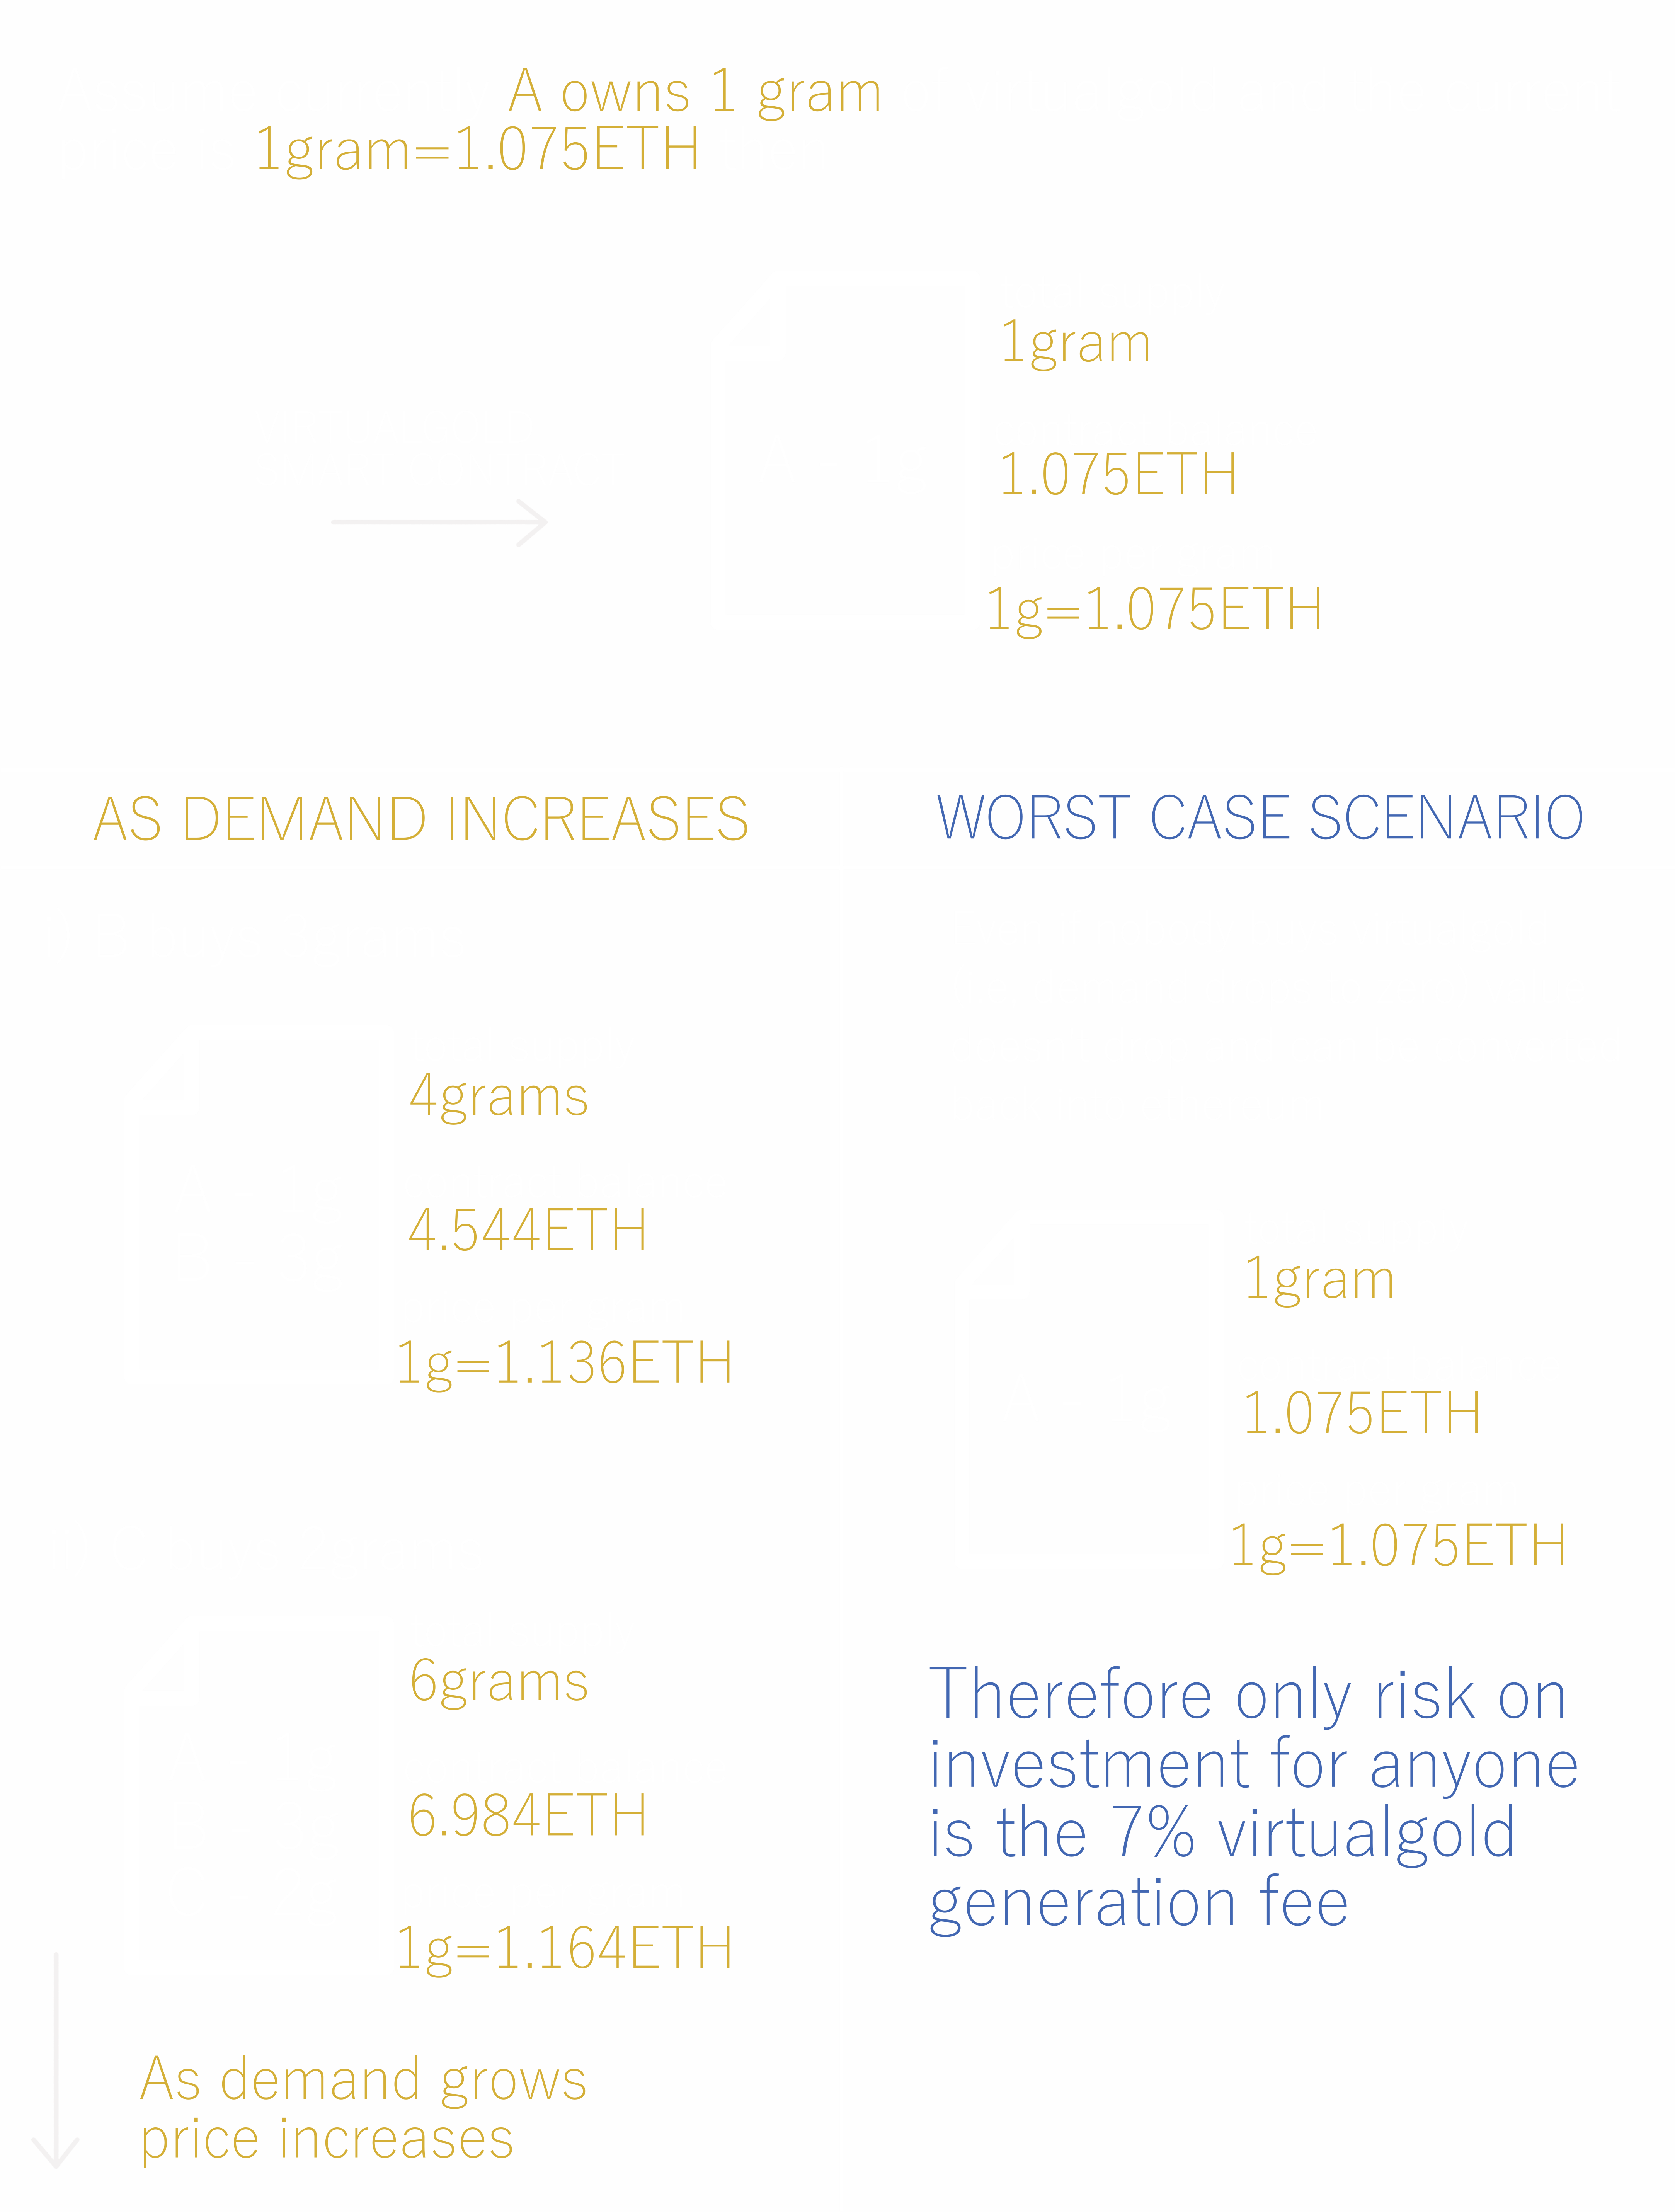 A owns 1 gram
1gram=1.075ETH
1gram
1.075ETH
1g=1.075ETH
AS DEMAND INCREASES
4grams
4.544ETH
1g=1.136ETH
6grams
6.984ETH
1g=1.164ETH
As demand grows
price increases
WORST CASE SCENARIO
1gram
1.075ETH
1g=1.075ETH
Therefore only risk on
investment for anyone
is the 7% virtualgold
generation fee